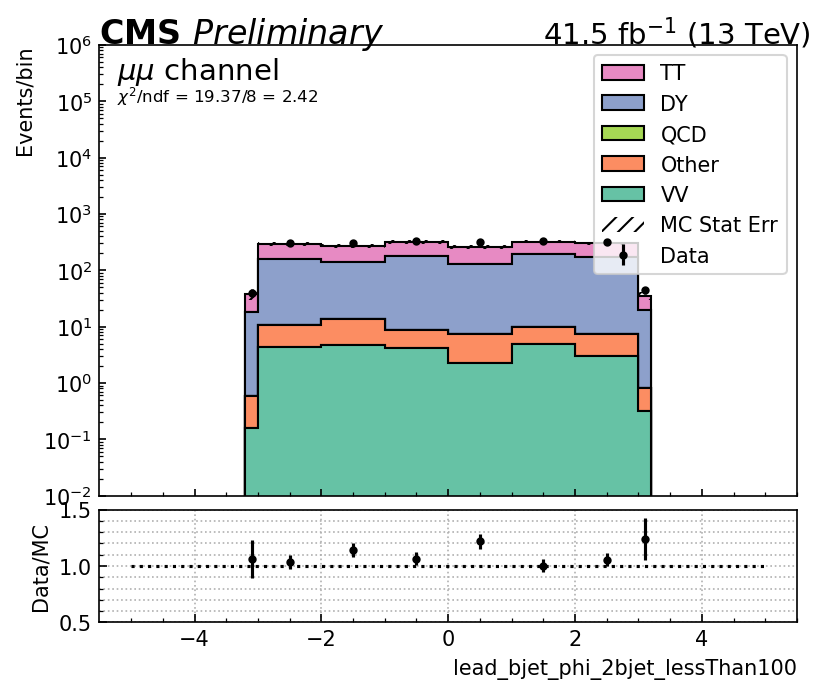 CMS Preliminary 41.5 fb⁻¹ (13 TeV)
Events/bin
10⁶
10⁵
10⁴
10³
10²
10¹
10⁰
10⁻¹
10⁻²
μμ channel
χ²/ndf = 19.37/8 = 2.42
TT
DY
QCD
Other
VV
MC Stat Err
Data
Data/MC
1.5
1.0
0.5
−4 −2 0 2 4
lead_bjet_phi_2bjet_lessThan100